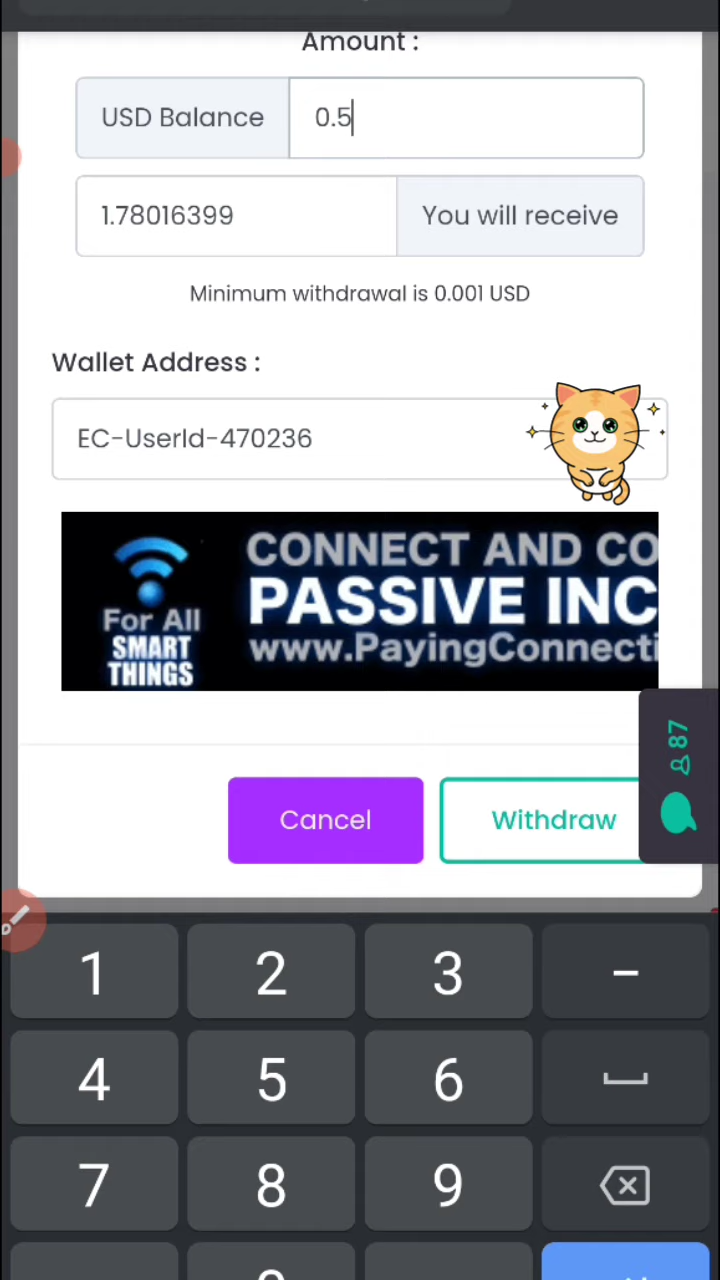 Amount :
USD Balance 0.5
1.78016399 You will receive
Minimum withdrawal is 0.001 USD
Wallet Address :
EC-UserId-470236
CONNECT AND CO
For All PASSIVE INC
SMART www.PayingConnecti
THINGS
87
Cancel Withdraw
1 2 3 -
4 5 6
7 8 9